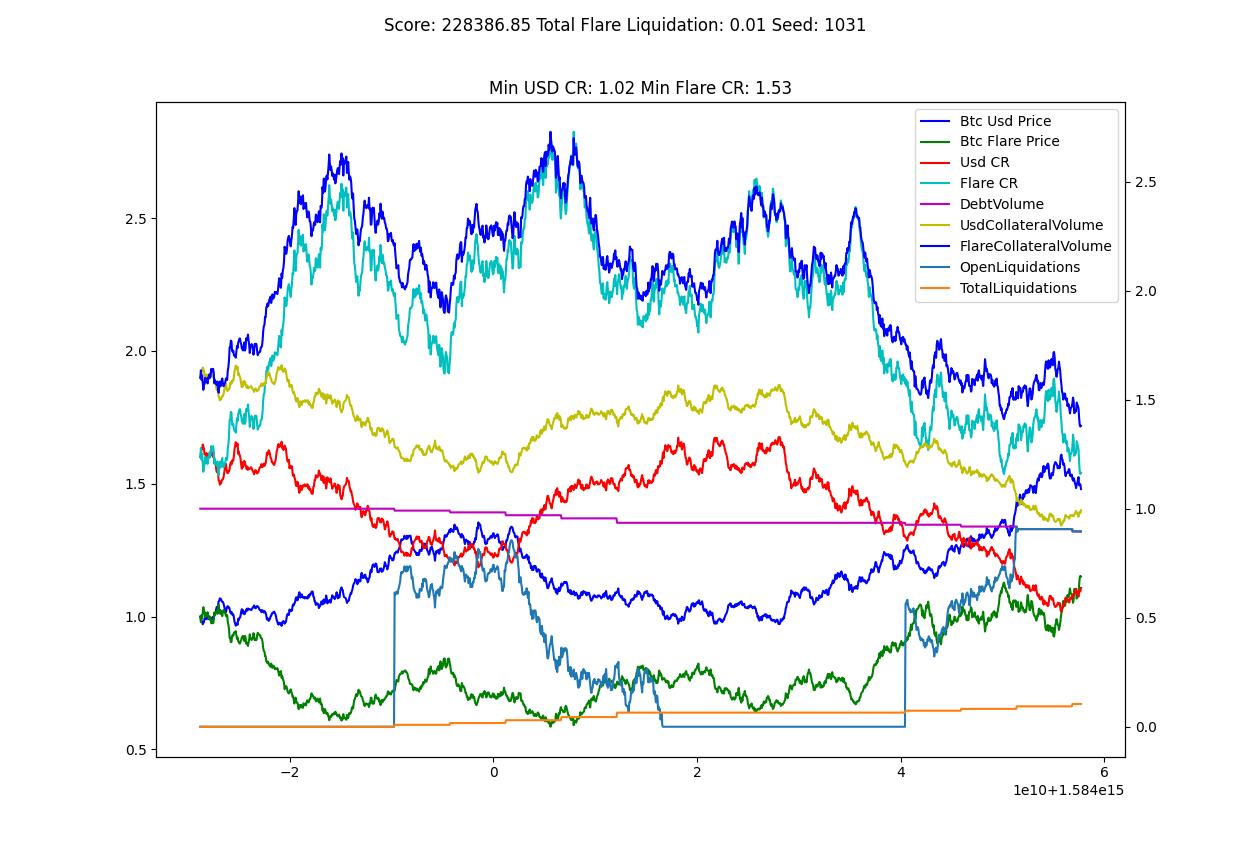 Score: 228386.85 Total Flare Liquidation: 0.01 Seed: 1031
Min USD CR: 1.02 Min Flare CR: 1.53
Btc Usd Price
Btc Flare Price
Usd CR
Flare CR
DebtVolume
UsdCollateralVolume
FlareCollateralVolume
OpenLiquidations
TotalLiquidations
2.5
2.0
1.5
1.0
0.5
2.5
2.0
1.5
1.0
0.5
0.0
−2 0 2 4 6
1e10+1.584e15